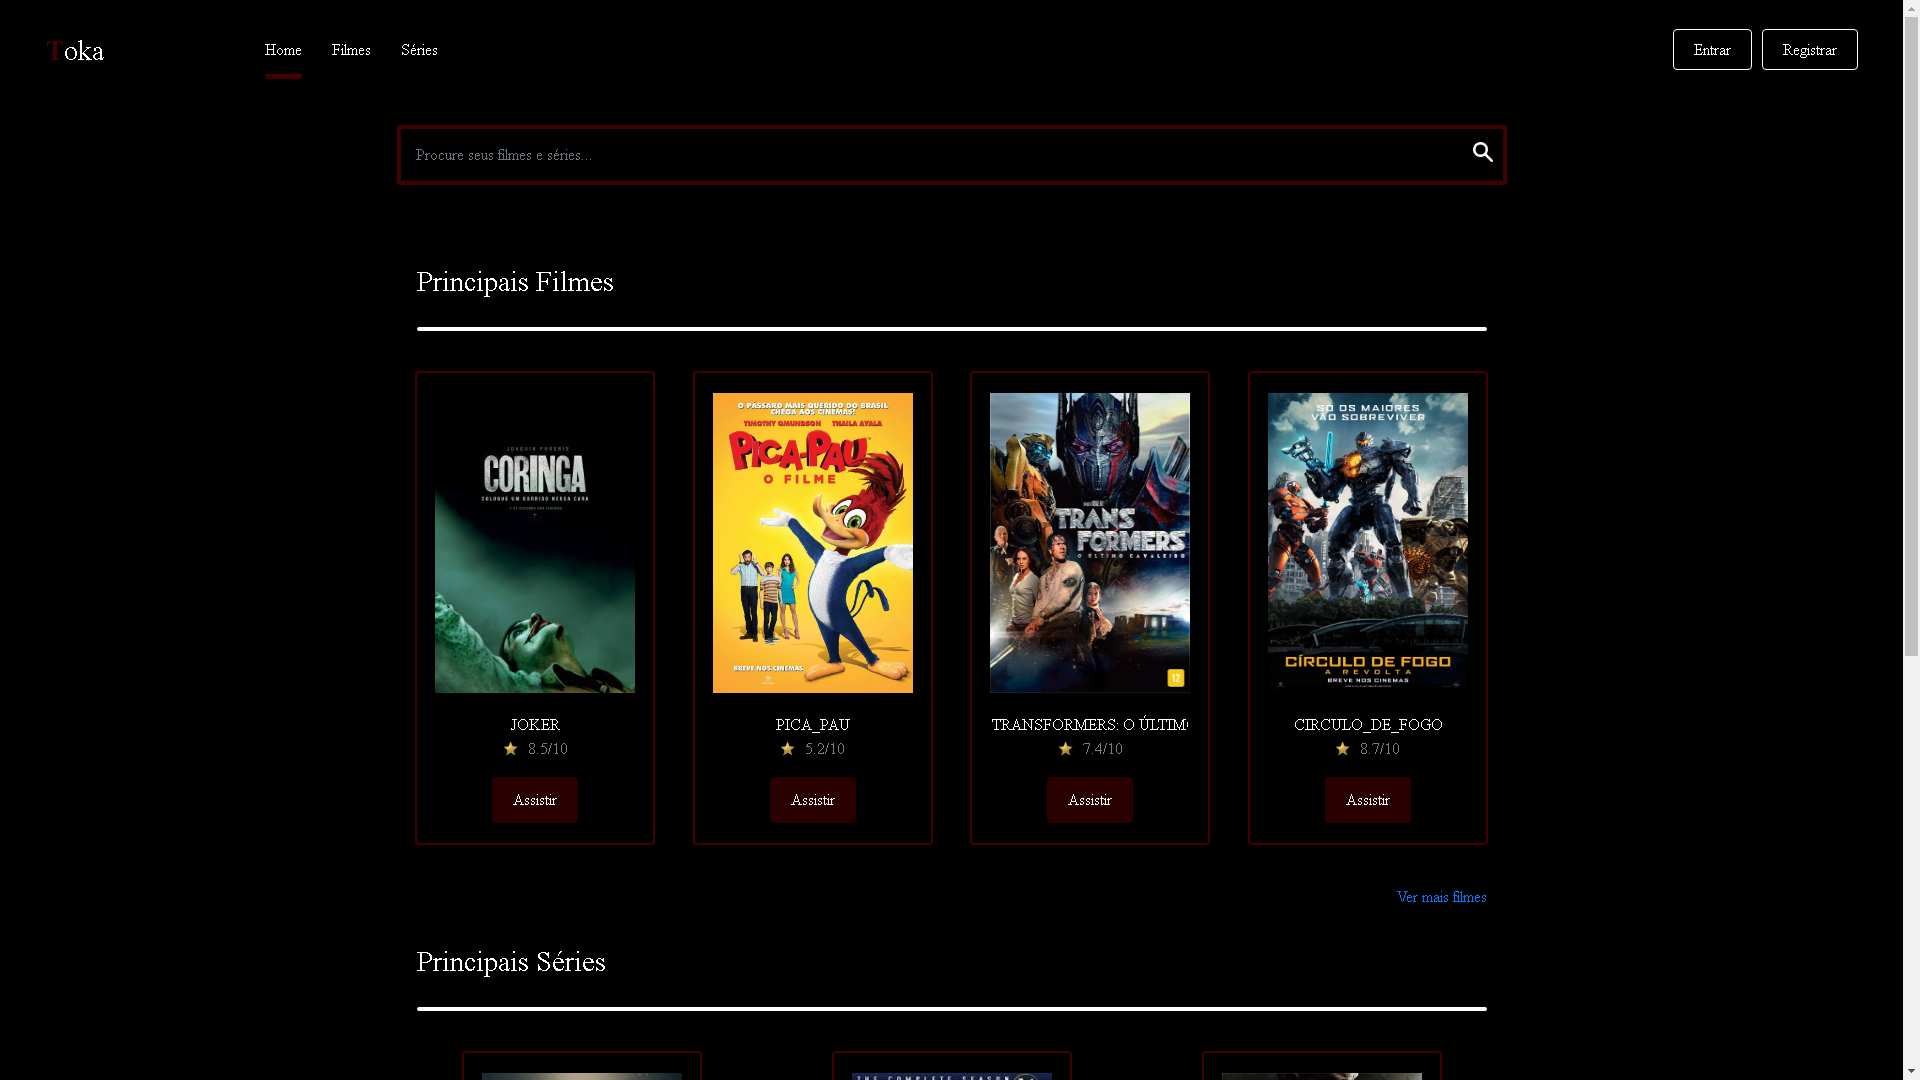 Toka
Home Filmes Séries
Entrar Registrar
Procure seus filmes e séries...
Principais Filmes
JOAQUIN PHOENIX
CORINGA
COLOQUE UM SORRISO NESSA CARA
O PÁSSARO MAIS QUERIDO DO BRASIL
CHEGA AOS CINEMAS!
TIMOTHY OMUNDSON THAILA AYALA
PICA-PAU
O FILME
BREVE NOS CINEMAS
TRANSFORMERS
O ÚLTIMO CAVALEIRO
12
SÓ OS MAIORES
VÃO SOBREVIVER
CÍRCULO DE FOGO
A REVOLTA
BREVE NOS CINEMAS
JOKER
8.5/10
Assistir
PICA_PAU
5.2/10
Assistir
TRANSFORMERS: O ÚLTIM
7.4/10
Assistir
CIRCULO_DE_FOGO
8.7/10
Assistir
Ver mais filmes
Principais Séries
THE COMPLETE SEASON